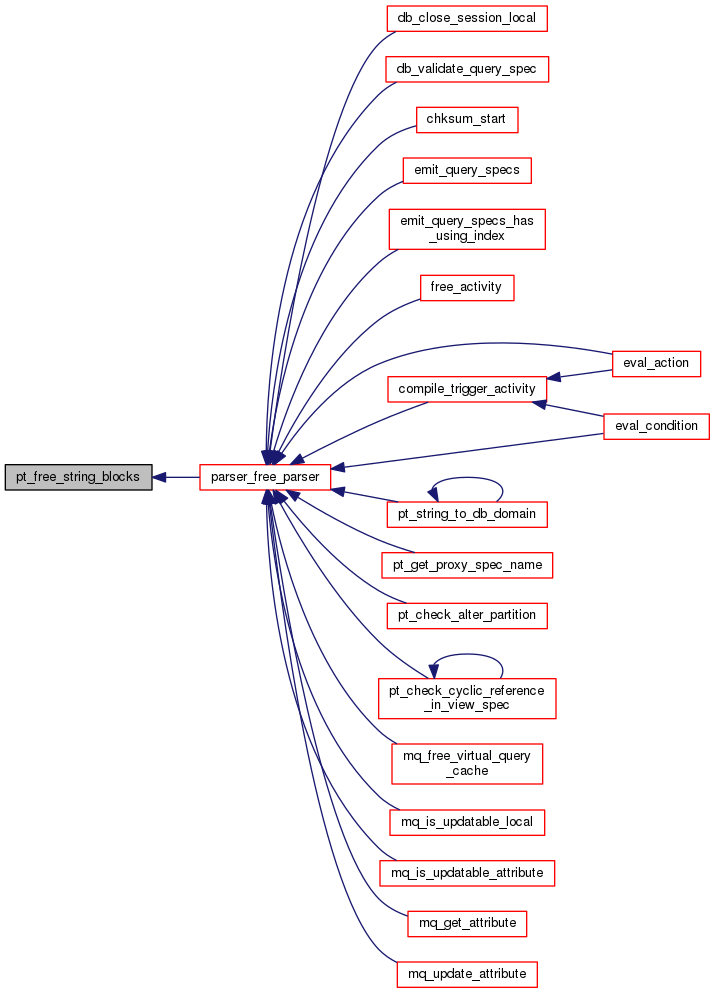 db_close_session_local
db_validate_query_spec
chksum_start
emit_query_specs
emit_query_specs_has
_using_index
free_activity
eval_action
compile_trigger_activity
eval_condition
pt_free_string_blocks
parser_free_parser
pt_string_to_db_domain
pt_get_proxy_spec_name
pt_check_alter_partition
pt_check_cyclic_reference
_in_view_spec
mq_free_virtual_query
_cache
mq_is_updatable_local
mq_is_updatable_attribute
mq_get_attribute
mq_update_attribute